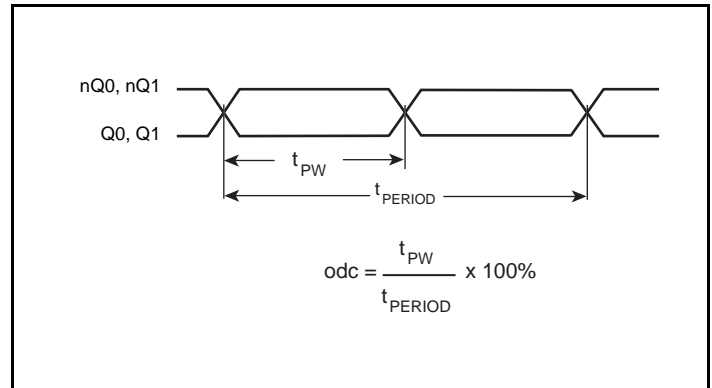 nQ0, nQ1
Q0, Q1
tPW
tPERIOD
odc = tPW / tPERIOD x 100%